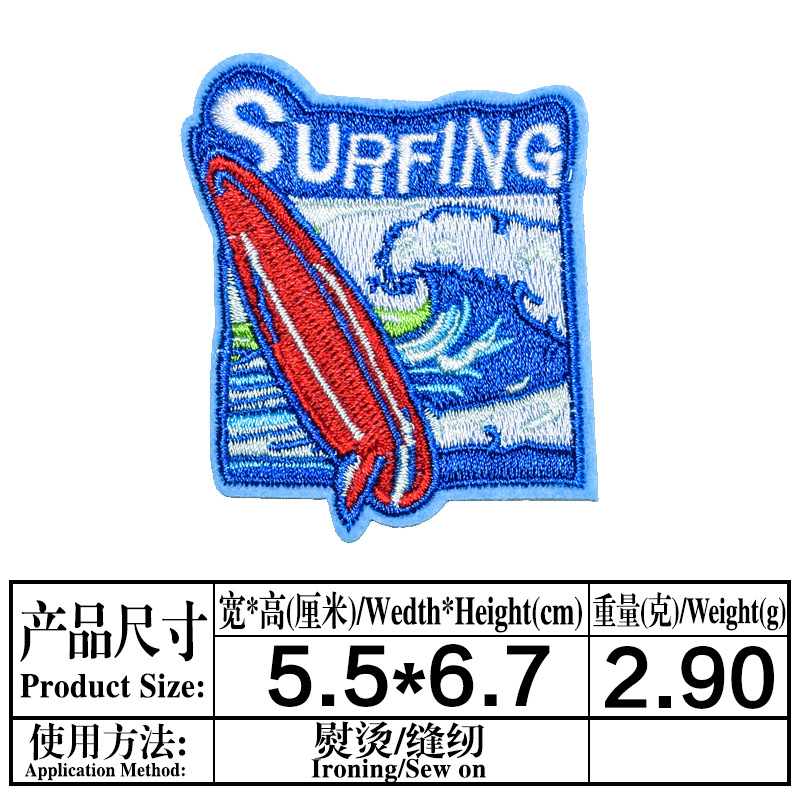 SURFING
产品尺寸
Product Size:
宽*高(厘米)/Wedth*Height(cm)
重量(克)/Weight(g)
5.5*6.7
2.90
使用方法:
Application Method:
熨烫/缝纫
Ironing/Sew on